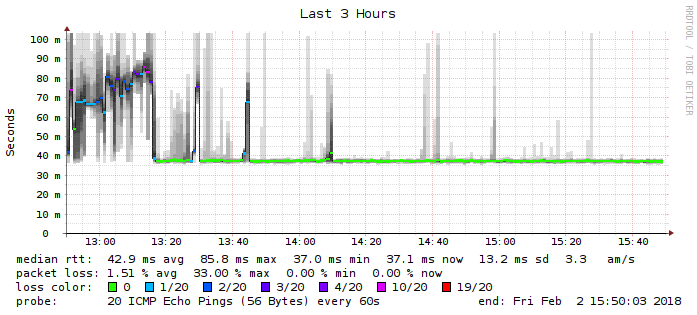 Last 3 Hours
RRDTOOL / TOBI OETIKER
Seconds
100 m
90 m
80 m
70 m
60 m
50 m
40 m
30 m
20 m
10 m
0
13:00 13:20 13:40 14:00 14:20 14:40 15:00 15:20 15:40
median rtt: 42.9 ms avg 85.8 ms max 37.0 ms min 37.1 ms now 13.2 ms sd 3.3 am/s
packet loss: 1.51 % avg 33.00 % max 0.00 % min 0.00 % now
loss color: 0 1/20 2/20 3/20 4/20 10/20 19/20
probe: 20 ICMP Echo Pings (56 Bytes) every 60s end: Fri Feb 2 15:50:03 2018